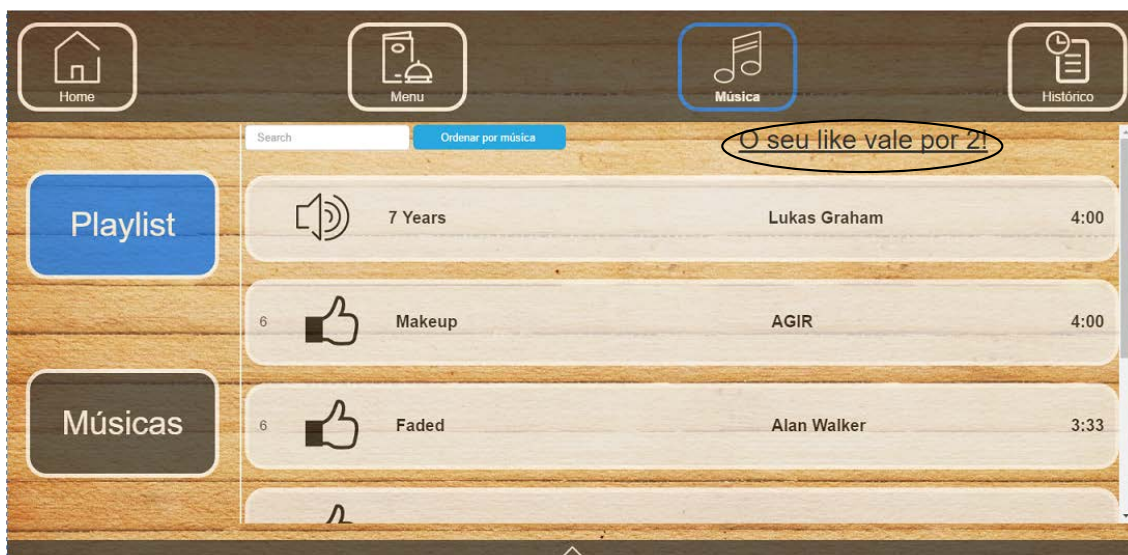 Home
Menu
Música
Histórico
Search
Ordenar por música
O seu like vale por 2!
Playlist
7 Years Lukas Graham 4:00
6 Makeup AGIR 4:00
Músicas
6 Faded Alan Walker 3:33